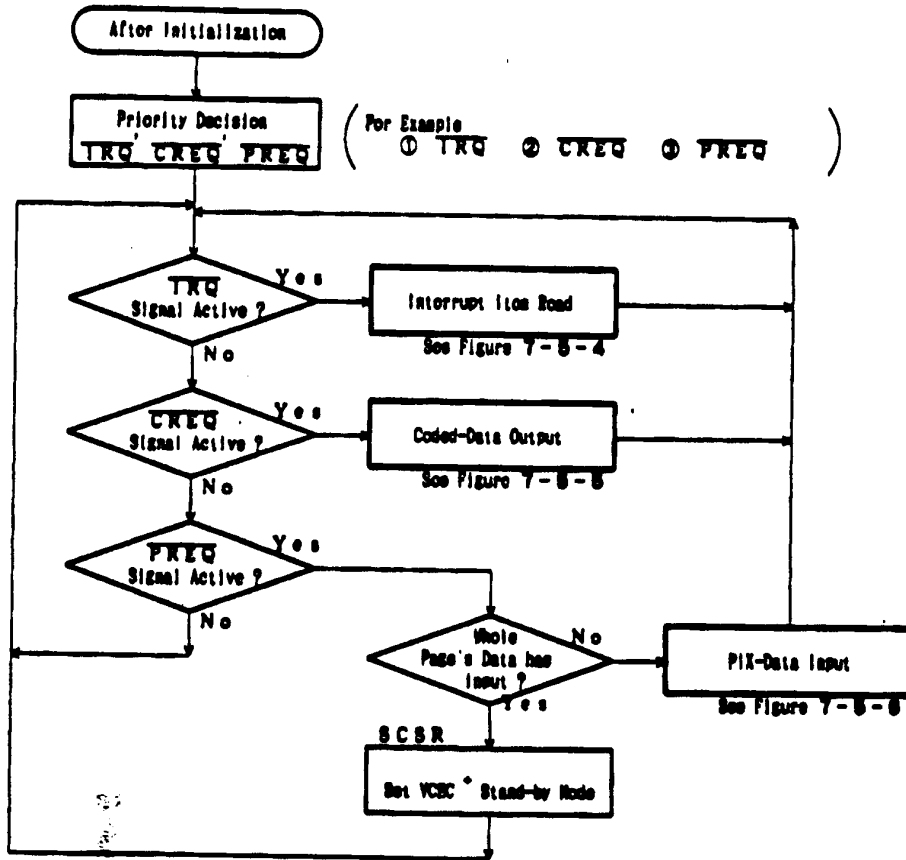 After Initialization
Priority Decision
IRQ, CREQ, PREQ
For Example
① IRQ ② CREQ ③ PREQ
IRQ
Signal Active ?
Yes
Interrupt Item Read
See Figure 7-5-4
No
CREQ
Signal Active ?
Yes
Coded-Data Output
See Figure 7-5-5
No
PREQ
Signal Active ?
Yes
No
Whole
Page's Data has
Input ?
No
PIX-Data Input
See Figure 7-5-6
Yes
SCSR
Set Stand-by Mode